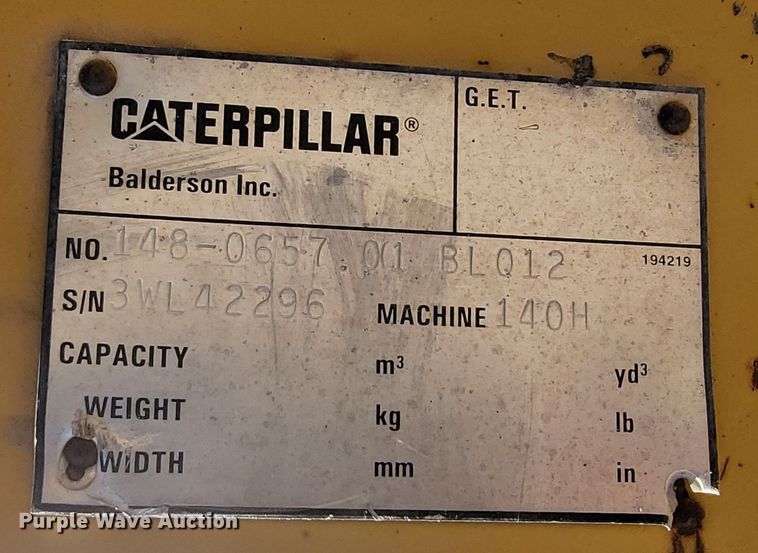 CATERPILLAR®
Balderson Inc.
G.E.T.
NO. 148-0657 01 BLQ12
194219
S/N 3WL42296 MACHINE 140H
CAPACITY m³ yd³
WEIGHT kg lb
WIDTH mm in
Purple Wave Auction